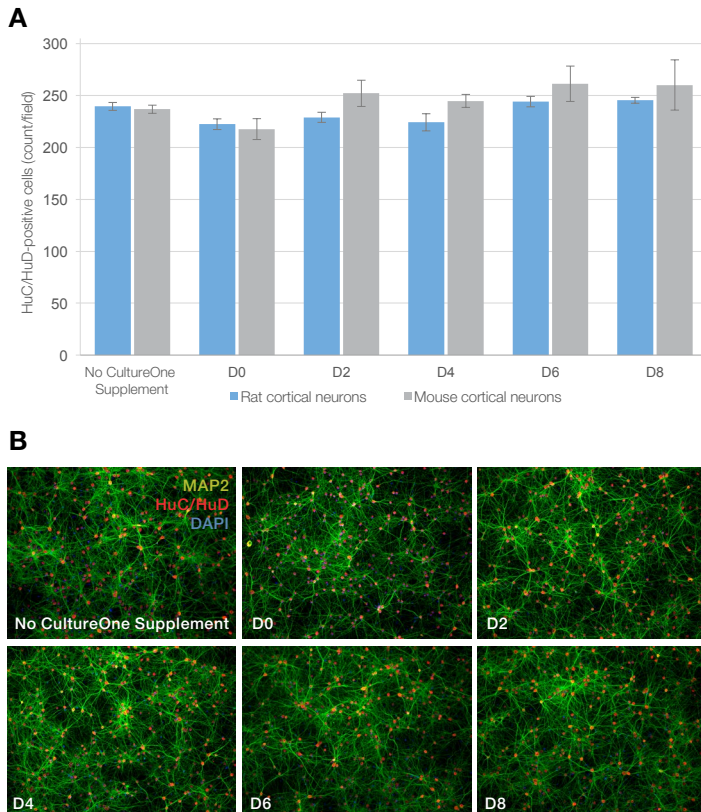 A
HuC/HuD-positive cells (count/field)
300
250
200
150
100
50
0
No CultureOne
Supplement
D0
D2
D4
D6
D8
Rat cortical neurons
Mouse cortical neurons
B
MAP2
HuC/HuD
DAPI
No CultureOne Supplement
D0
D2
D4
D6
D8